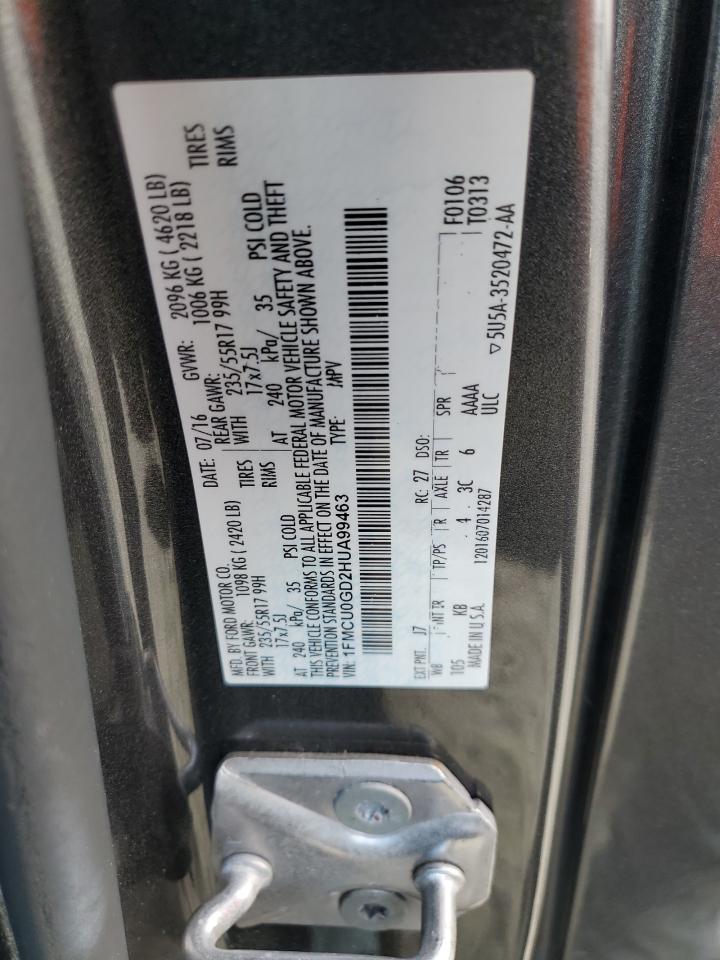 MFD. BY FORD MOTOR CO.
DATE: 07/16 GVWR: 2096 KG ( 4620 LB)
FRONT GAWR: 1098 KG ( 2420 LB) REAR GAWR: 1006 KG ( 2218 LB)
WITH 235/55R17 99H TIRES WITH 235/55R17 99H TIRES
17x7.5J RIMS 17x7.5J RIMS
AT 240 kPa/ 35 PSI COLD AT 240 kPa/ 35 PSI COLD
THIS VEHICLE CONFORMS TO ALL APPLICABLE FEDERAL MOTOR VEHICLE SAFETY AND THEFT
PREVENTION STANDARDS IN EFFECT ON THE DATE OF MANUFACTURE SHOWN ABOVE.
VIN: 1FMCU0GD2HUA99463 TYPE: MPV
EXT PNT: J7 RC: 27 DSO: F0106
WB INT TR TP/PS R AXLE TR SPR T0313
105 KB 4 3C 6 AAAA
MADE IN U.S.A. 1201607014287 ULC
▽5U5A-3520472-AA